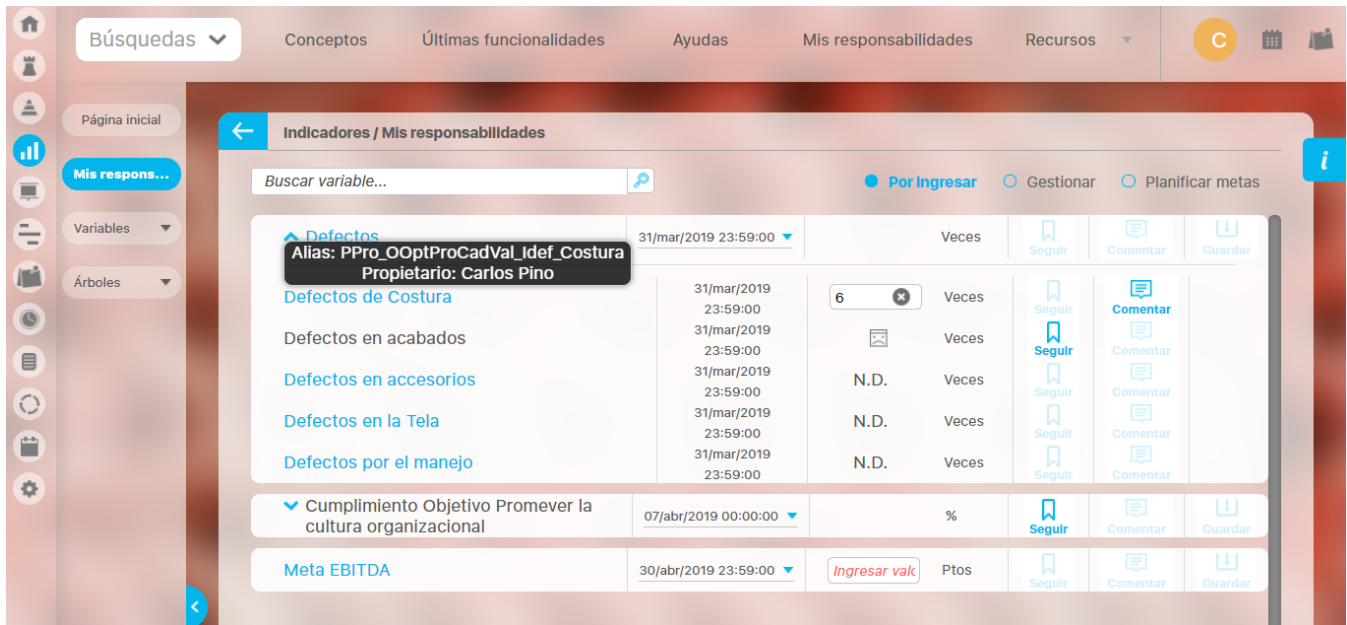 Búsquedas
Conceptos
Últimas funcionalidades
Ayudas
Mis responsabilidades
Recursos
C
Página inicial
Mis respons...
Variables
Árboles
Indicadores / Mis responsabilidades
i
Buscar variable...
Por Ingresar
Gestionar
Planificar metas
Defectos
31/mar/2019 23:59:00
Veces
Seguir
Comentar
Guardar
Alias: PPro_OOptProCadVal_Idef_Costura
Propietario: Carlos Pino
Defectos de Costura
31/mar/2019
23:59:00
6
Veces
Seguir
Comentar
Defectos en acabados
31/mar/2019
23:59:00
Veces
Seguir
Comentar
Defectos en accesorios
31/mar/2019
23:59:00
N.D.
Veces
Seguir
Comentar
Defectos en la Tela
31/mar/2019
23:59:00
N.D.
Veces
Seguir
Comentar
Defectos por el manejo
31/mar/2019
23:59:00
N.D.
Veces
Seguir
Comentar
Cumplimiento Objetivo Promever la
cultura organizacional
07/abr/2019 00:00:00
%
Seguir
Comentar
Guardar
Meta EBITDA
30/abr/2019 23:59:00
Ingresar valc
Ptos
Seguir
Comentar
Guardar